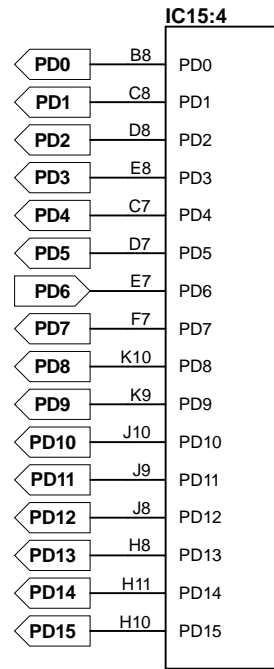 IC15:4
PD0 B8 PD0
PD1 C8 PD1
PD2 D8 PD2
PD3 E8 PD3
PD4 C7 PD4
PD5 D7 PD5
PD6 E7 PD6
PD7 F7 PD7
PD8 K10 PD8
PD9 K9 PD9
PD10 J10 PD10
PD11 J9 PD11
PD12 J8 PD12
PD13 H8 PD13
PD14 H11 PD14
PD15 H10 PD15